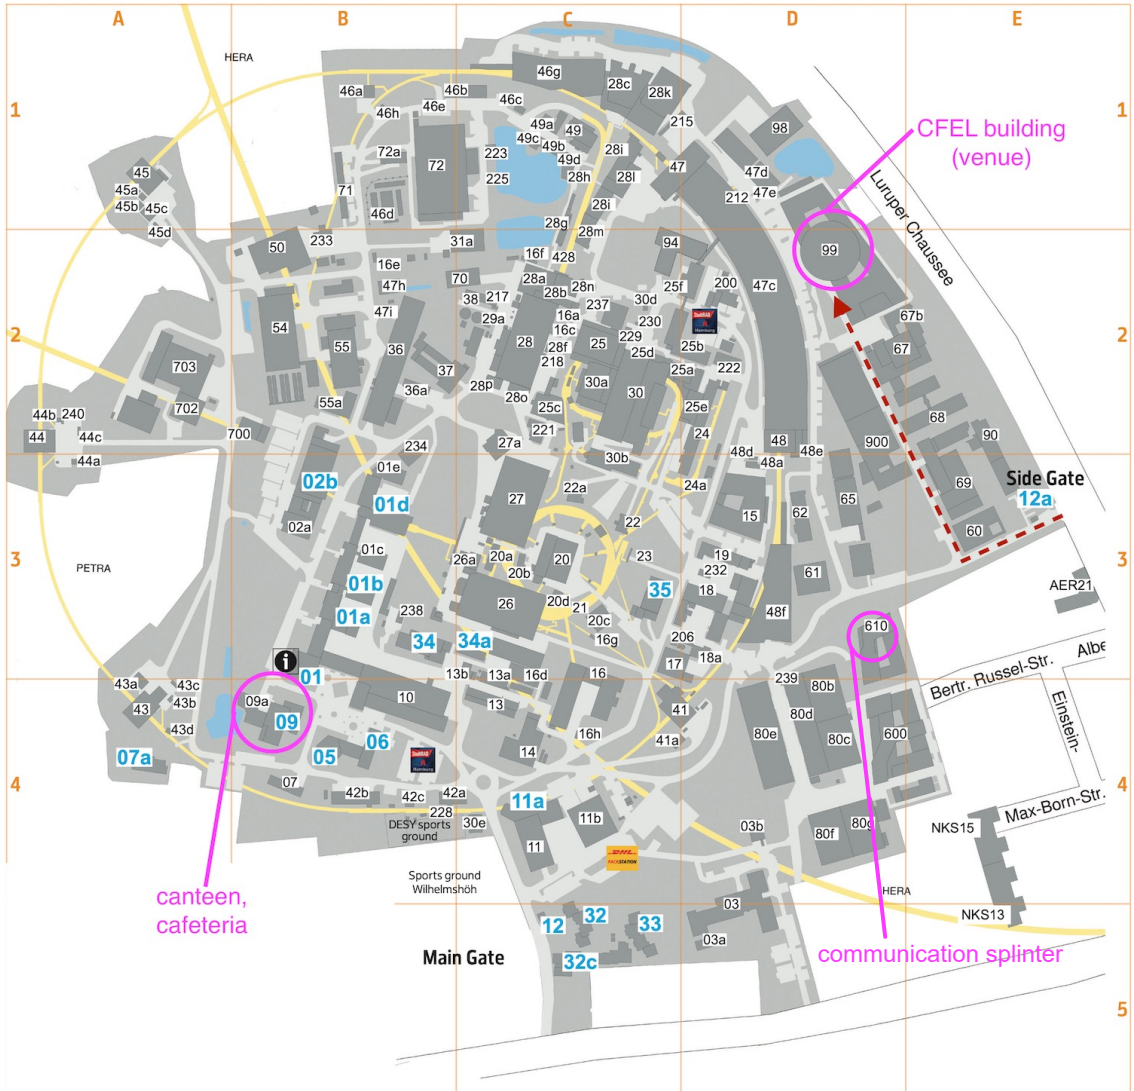 A
B
C
D
E
HERA
1
46a
46b
46c
46g
28c
28k
46h
46e
215
1
98
CFEL building
(venue)
49a
49
49c
49b
49d
28i
72a
72
223
225
28h
28l
47
47d
47e
212
45
45a
45b
45c
45d
71
46d
28i
28g
28m
Luruper Chaussee
50
233
31a
16f
428
94
99
16e
47h
70
28a
28n
28b
25f
200
47c
38
217
237
30d
StadtRAD
Hamburg
47i
29a
16a
16c
230
229
67b
2
54
55
36
28
28f
218
25
25d
25b
67
2
703
37
28p
28o
30a
30
25a
222
36a
55a
25c
25e
702
44b
240
44
44c
44a
700
221
27a
234
24
68
90
48
48d
48a
48e
900
30b
01e
Side Gate
12a
02b
01d
27
22a
24a
69
02a
22
15
62
65
60
01c
26a
20a
20b
20
23
19
232
3
3
PETRA
61
AER21
01b
35
18
01a
238
26
20d
21
20c
48f
34
34a
16g
206
610
18a
17
01
13b
13a
16d
16
239
80b
Bertr. Russel-Str.
Albe
43a
43c
43
43b
43d
09a
09
10
13
41
80d
Einstein-
80e
80c
600
16h
41a
06
05
StadtRAD
Hamburg
14
07a
07
4
42b
42c
42a
228
11a
4
Max-Born-Str.
DESY sports
ground
30e
11b
11
03b
80f
80g
NKS15
DHL
PACKSTATION
Sports ground
Wilhelmshöh
canteen,
cafeteria
HERA
NKS13
03
03a
12
32
33
32c
Main Gate
communication splinter
5